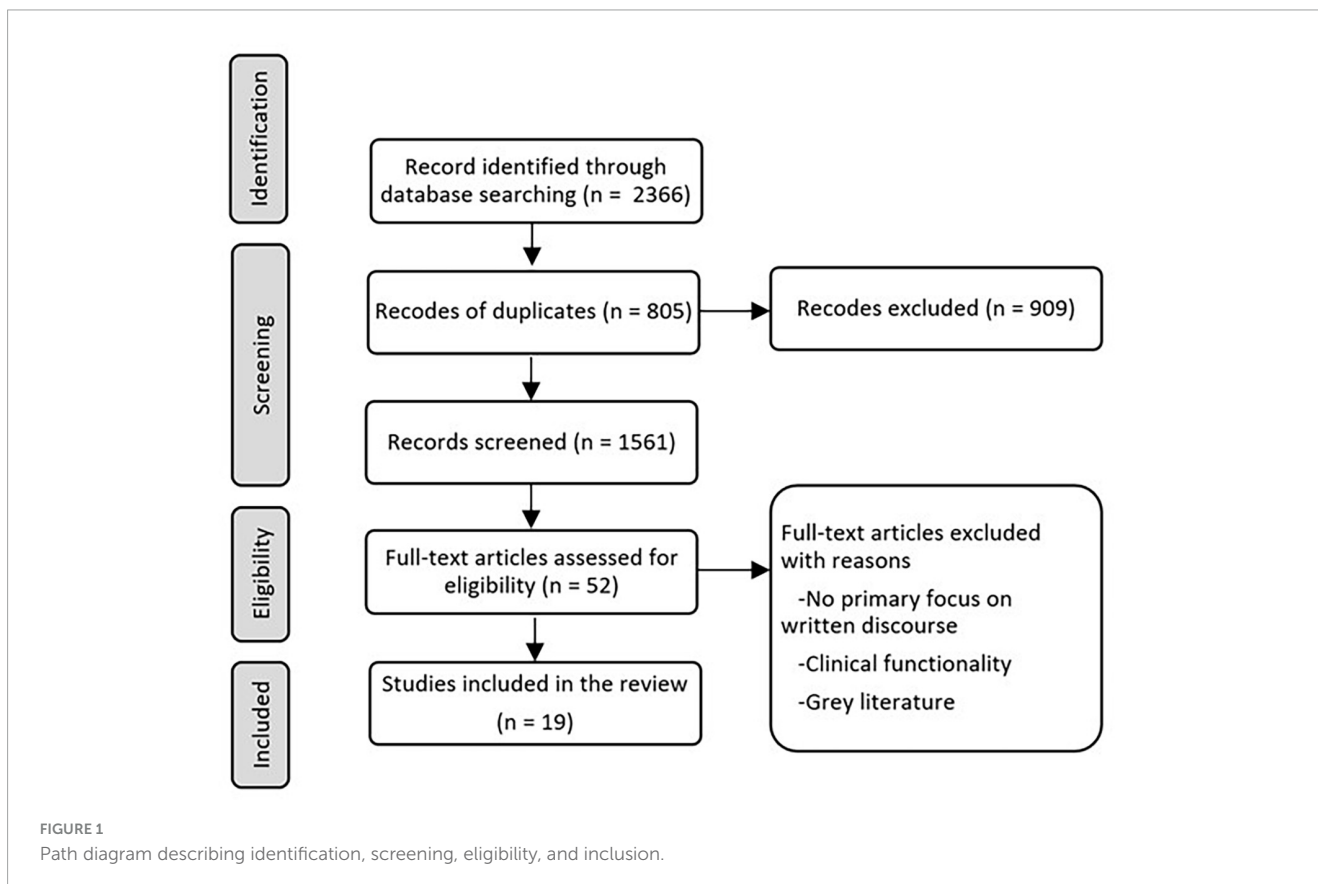 Identification
Record identified through
database searching (n = 2366)
Screening
Recodes of duplicates (n = 805)
Recodes excluded (n = 909)
Records screened (n = 1561)
Eligibility
Full-text articles assessed for
eligibility (n = 52)
Full-text articles excluded
with reasons
-No primary focus on
written discourse
-Clinical functionality
-Grey literature
Included
Studies included in the review
(n = 19)
FIGURE 1
Path diagram describing identification, screening, eligibility, and inclusion.